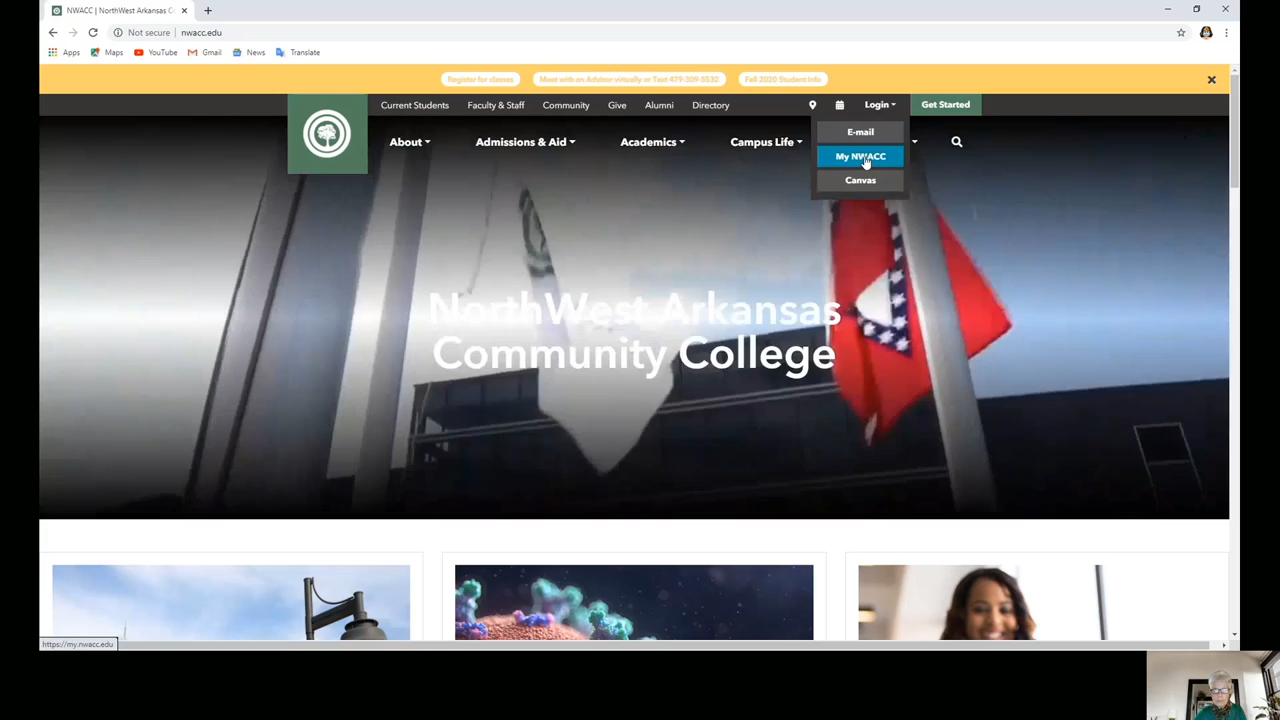 NWACC | NorthWest Arkansas Co
Not secure | nwacc.edu
Apps Maps YouTube Gmail News Translate
Register for classes Meet with an Advisor virtually or Text 479-309-5532 Fall 2020 Student Info
Current Students Faculty & Staff Community Give Alumni Directory Login Get Started
About Admissions & Aid Academics Campus Life
E-mail
My NWACC
Canvas
NorthWest Arkansas
Community College
https://my.nwacc.edu